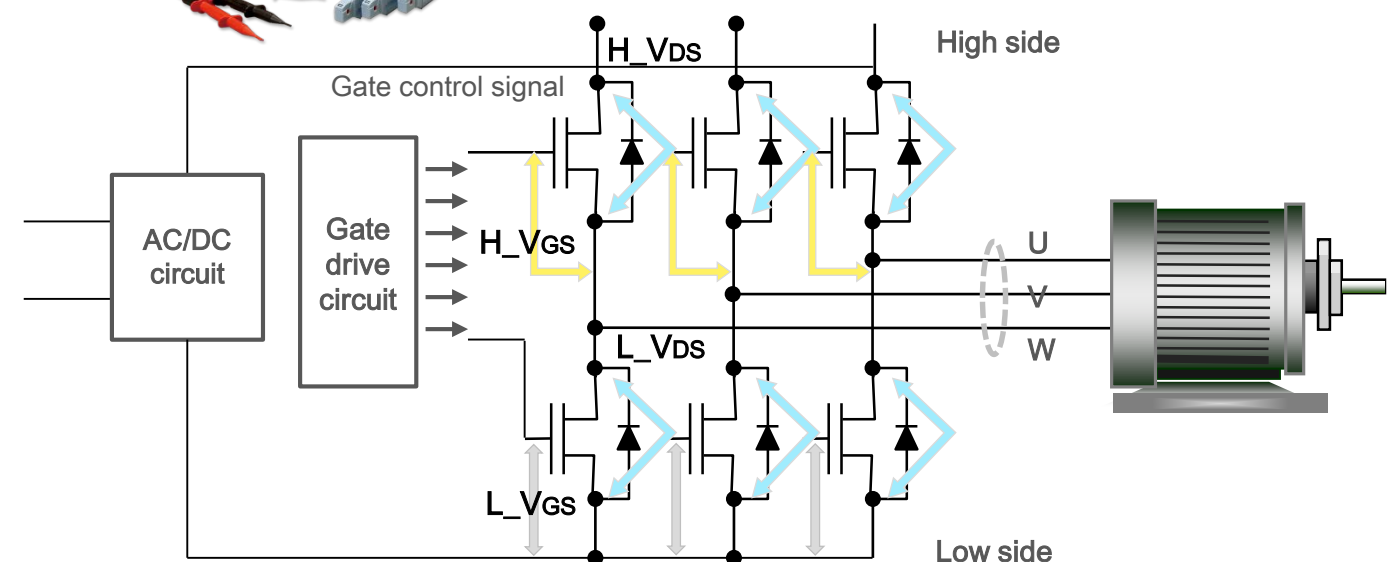 H_VDS
High side
Gate control signal
AC/DC
circuit
Gate
drive
circuit
H_VGS
U
V
W
L_VDS
L_VGS
Low side